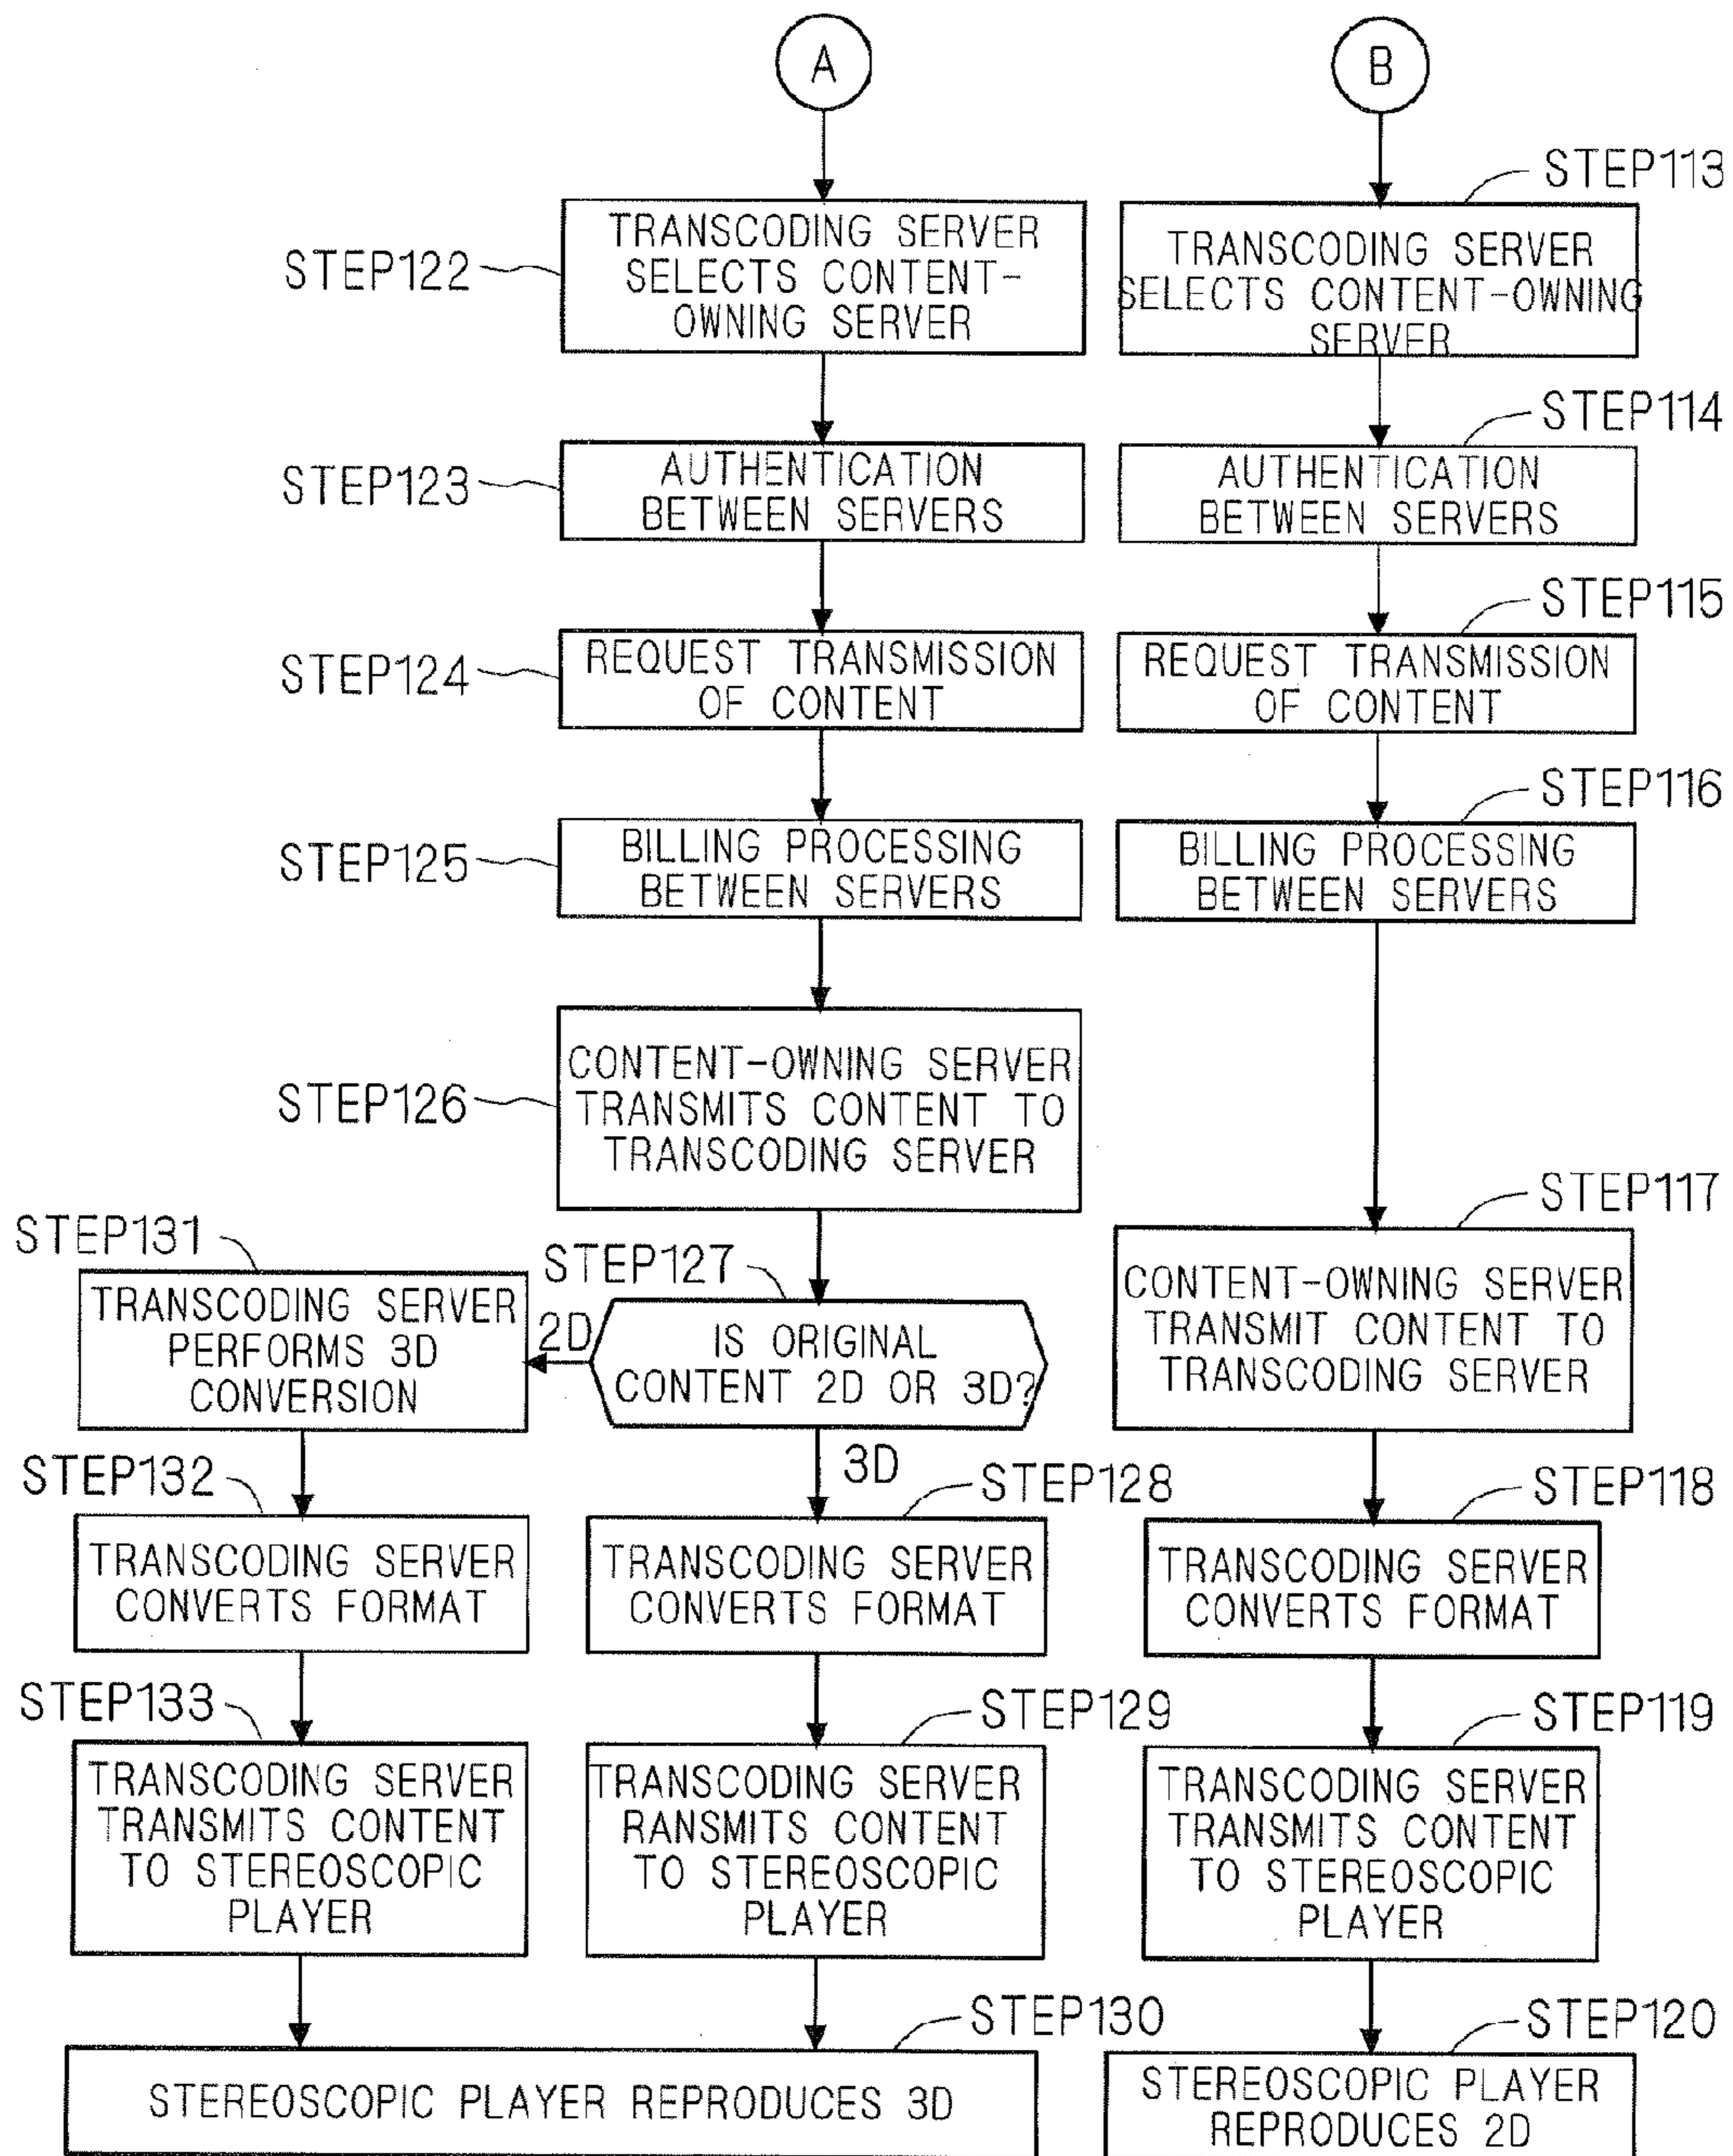 A
B
STEP113
STEP122
TRANSCODING SERVER
SELECTS CONTENT-
OWNING SERVER
TRANSCODING SERVER
SELECTS CONTENT-OWNING
SERVER
STEP114
STEP123
AUTHENTICATION
BETWEEN SERVERS
AUTHENTICATION
BETWEEN SERVERS
STEP115
STEP124
REQUEST TRANSMISSION
OF CONTENT
REQUEST TRANSMISSION
OF CONTENT
STEP116
STEP125
BILLING PROCESSING
BETWEEN SERVERS
BILLING PROCESSING
BETWEEN SERVERS
STEP126
CONTENT-OWNING SERVER
TRANSMITS CONTENT TO
TRANSCODING SERVER
STEP117
CONTENT-OWNING SERVER
TRANSMIT CONTENT TO
TRANSCODING SERVER
STEP131
TRANSCODING SERVER
PERFORMS 3D
CONVERSION
2D
STEP127
IS ORIGINAL
CONTENT 2D OR 3D?
3D
STEP132
TRANSCODING SERVER
CONVERTS FORMAT
STEP128
TRANSCODING SERVER
CONVERTS FORMAT
STEP118
TRANSCODING SERVER
CONVERTS FORMAT
STEP133
TRANSCODING SERVER
TRANSMITS CONTENT
TO STEREOSCOPIC
PLAYER
STEP129
TRANSCODING SERVER
RANSMITS CONTENT
TO STEREOSCOPIC
PLAYER
STEP119
TRANSCODING SERVER
TRANSMITS CONTENT
TO STEREOSCOPIC
PLAYER
STEP130
STEREOSCOPIC PLAYER REPRODUCES 3D
STEP120
STEREOSCOPIC PLAYER
REPRODUCES 2D